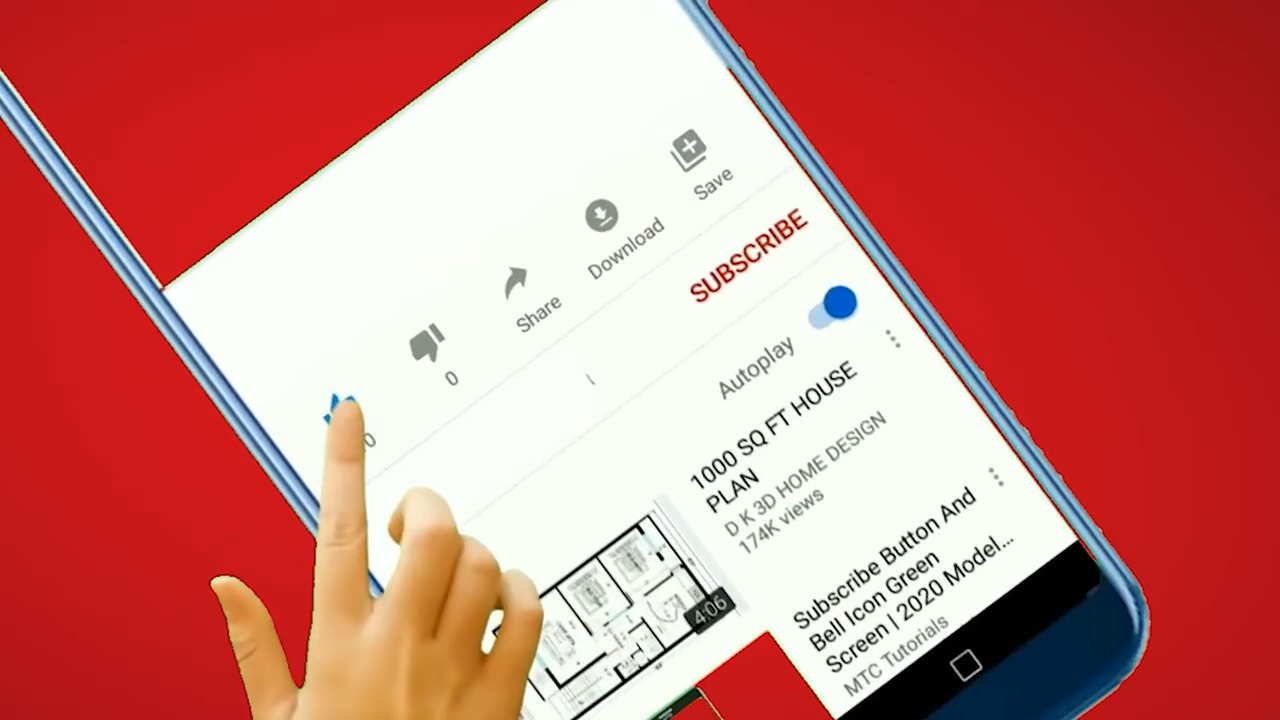 Save
Download
Share
0
0
SUBSCRIBE
Autoplay
1000 SQ FT HOUSE
PLAN
D K 3D HOME DESIGN
174K views
4:06
Subscribe Button And
Bell Icon Green
Screen | 2020 Model...
MTC Tutorials